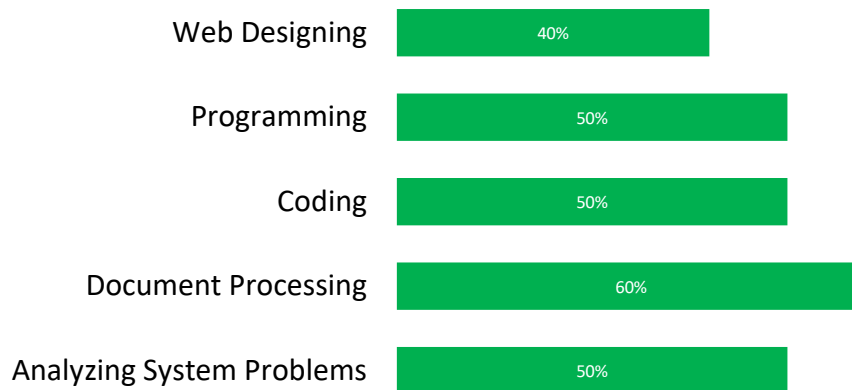 Web Designing 40%
Programming 50%
Coding 50%
Document Processing 60%
Analyzing System Problems 50%